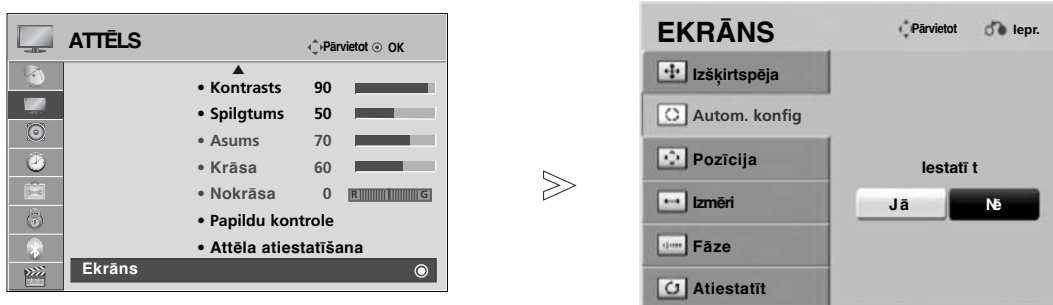 ATTĒLS
Pārvietot OK
• Kontrasts 90
• Spilgtums 50
• Asums 70
• Krāsa 60
• Nokrāsa 0 R G
• Papildu kontrole
• Attēla atiestatīšana
Ekrāns
EKRĀNS
Pārvietot Iepr.
Izšķirtspēja
Autom. konfig
Pozīcija
Izmēri
Fāze
Atiestatīt
Iestatī t
Jā Nē